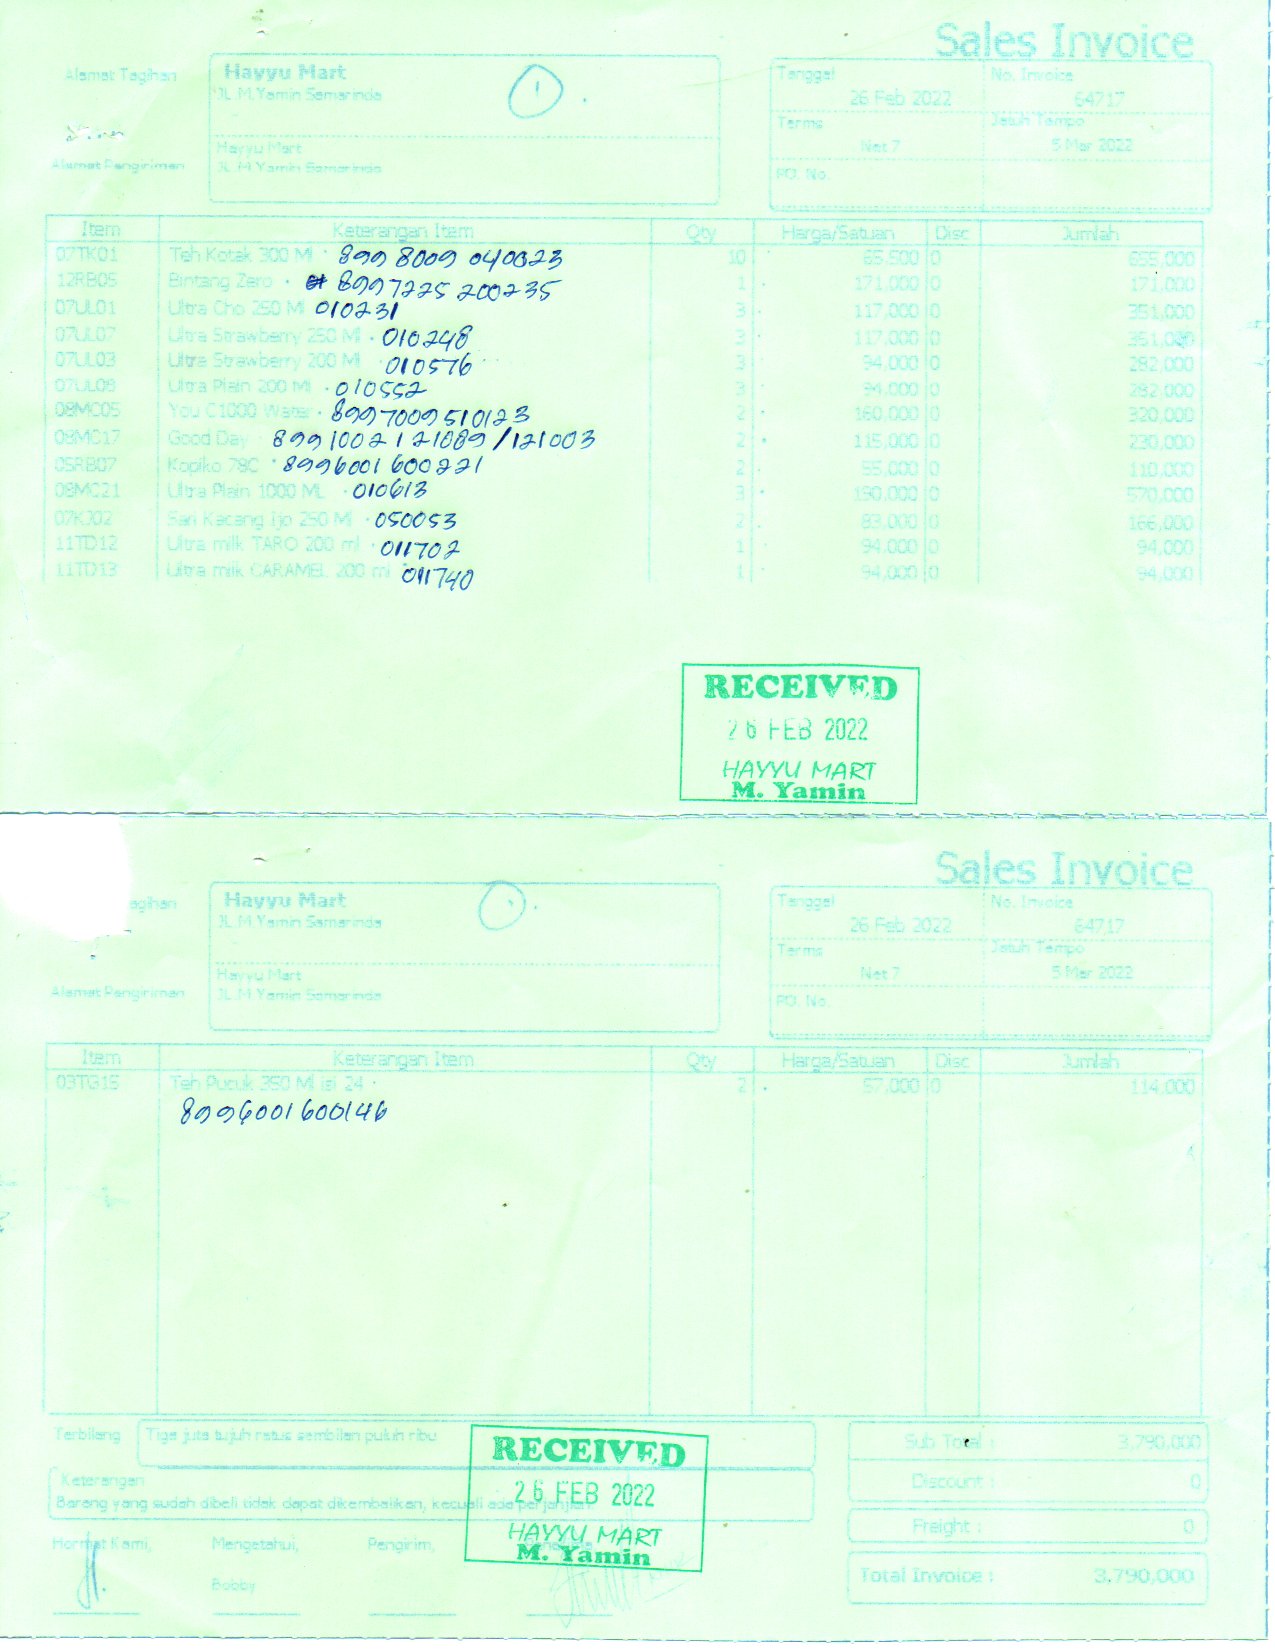 Sales Invoice
Alamat Tagihan
Hayyu Mart
JL. M.Yamin Samarinda
1
Tanggal
No. Invoice
26 Feb 2022
64717
Terms
Jatuh Tempo
Net 7
5 Mar 2022
PO. No.
Alamat Pengiriman
Hayyu Mart
JL. M.Yamin Samarinda
Item Keterangan Item Qty Harga/Satuan Disc Jumlah
07TK01 Teh Kotak 300 Ml 8998009 040023 10 65,500 0 655,000
12RB05 Bintang Zero 8997225 200235 1 171,000 0 171,000
07UL01 Ultra Cho 250 Ml 010231 3 117,000 0 351,000
07UL07 Ultra Strawberry 250 Ml 010248 3 117,000 0 351,000
07UL03 Ultra Strawberry 200 Ml 010576 3 94,000 0 282,000
07UL09 Ultra Plain 200 Ml 010552 3 94,000 0 282,000
08MC05 You C1000 Water 8997009510123 2 160,000 0 320,000
08MC17 Good Day 8991002121089/121003 2 115,000 0 230,000
05RB07 Kopiko 78C 8996001600221 2 55,000 0 110,000
08MC21 Ultra Plain 1000 ML 010613 3 190,000 0 570,000
07KJ02 Sari Kacang Ijo 250 Ml 050053 2 83,000 0 166,000
11TD12 Ultra milk TARO 200 ml 011702 1 94,000 0 94,000
11TD13 Ultra milk CARAMEL 200 ml 011740 1 94,000 0 94,000
RECEIVED
26 FEB 2022
HAYYU MART
M. Yamin
Sales Invoice
agihan
Hayyu Mart
JL. M.Yamin Samarinda
Tanggal
No. Invoice
26 Feb 2022
64717
Terms
Jatuh Tempo
Net 7
5 Mar 2022
PO. No.
Alamat Pengiriman
Hayyu Mart
JL. M.Yamin Samarinda
Item Keterangan Item Qty Harga/Satuan Disc Jumlah
03TG15 Teh Pucuk 350 Ml isi 24 2 57,000 0 114,000
8996001600146
Terbilang
Tiga juta tujuh ratus sembilan puluh ribu
Sub Total : 3,790,000
Keterangan
Barang yang sudah dibeli tidak dapat dikembalikan, kecuali ada perjanjian
Discount : 0
Freight : 0
Total Invoice : 3,790,000
RECEIVED
26 FEB 2022
HAYYU MART
M. Yamin
Hormat Kami, Mengetahui, Pengirim,
Bobby